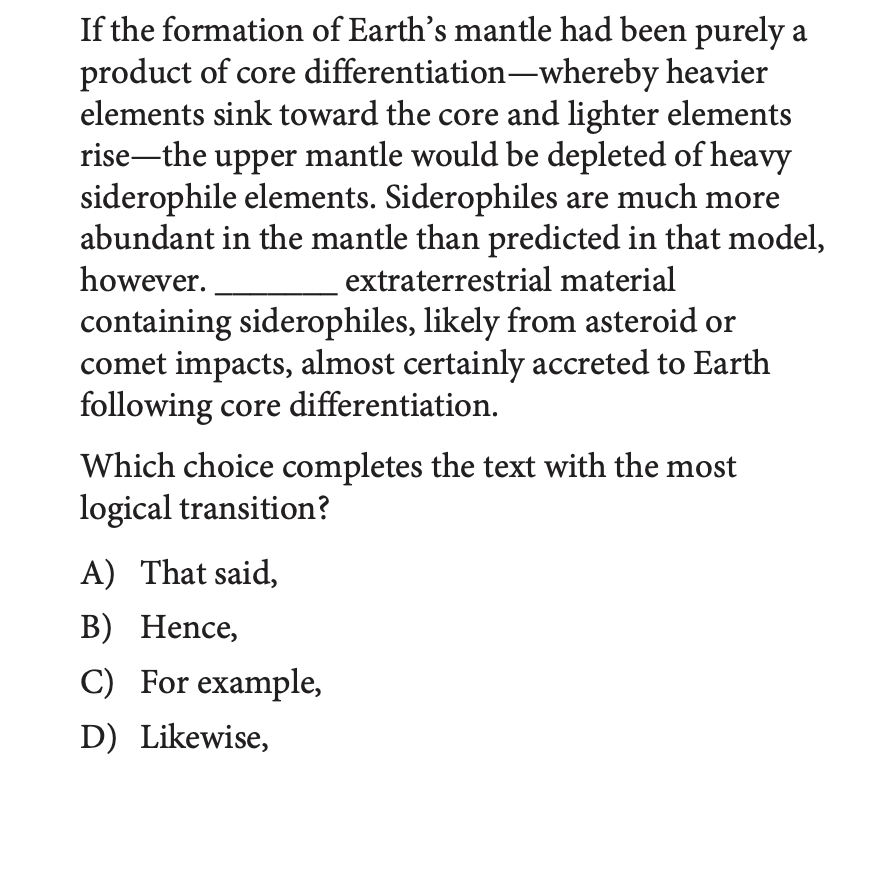 If the formation of Earth’s mantle had been purely a
product of core differentiation—whereby heavier
elements sink toward the core and lighter elements
rise—the upper mantle would be depleted of heavy
siderophile elements. Siderophiles are much more
abundant in the mantle than predicted in that model,
however. _______ extraterrestrial material
containing siderophiles, likely from asteroid or
comet impacts, almost certainly accreted to Earth
following core differentiation.
Which choice completes the text with the most
logical transition?
A) That said,
B) Hence,
C) For example,
D) Likewise,